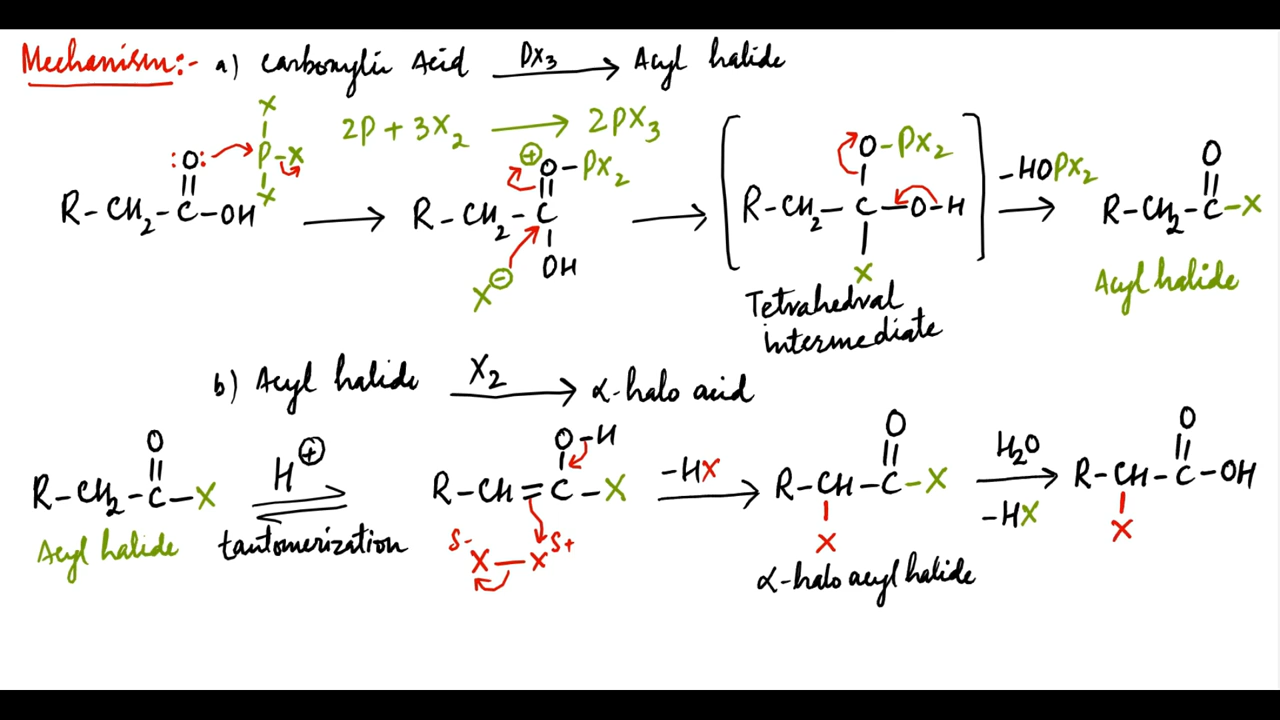 Mechanism:- a) Carboxylic Acid PX3 ⟶ Acyl halide
2P + 3X2 ⟶ 2PX3
R-CH2-C(=O:)-OH X-P(-X)-X ⟶ R-CH2-C(=O⊕-PX2)-OH X⊖ ⟶ [R-CH2-C(O-PX2)(X)-O-H] -HOPX2 ⟶ R-CH2-C(=O)-X
Tetrahedral
intermediate
Acyl halide
b) Acyl halide X2 ⟶ α-halo acid
R-CH2-C(=O)-X H⊕ ⇌ R-CH=C(O-H)-X -HX ⟶ R-CH(X)-C(=O)-X H2O ⟶ -HX R-CH(X)-C(=O)-OH
Acyl halide tautomerization δ- X-X δ+
α-halo acyl halide